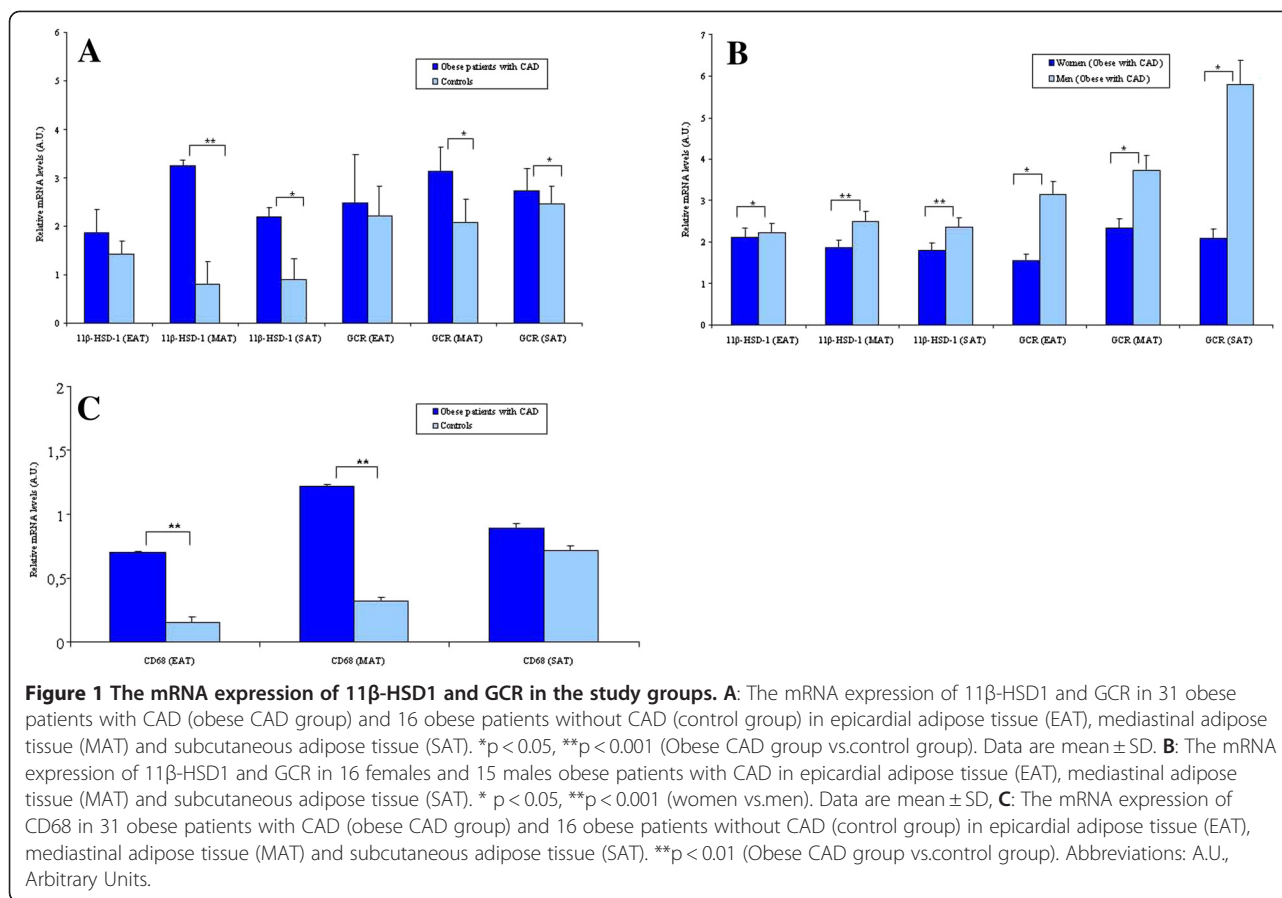 A
Obese patients with CAD
Controls
Relative mRNA levels (A.U.)
6
5
4
3
2
1
0
**
*
*
*
11β-HSD-1 (EAT)
11β-HSD-1 (MAT)
11β-HSD-1 (SAT)
GCR (EAT)
GCR (MAT)
GCR (SAT)
B
Women (Obese with CAD)
Men (Obese with CAD)
Relative mRNA levels (A.U.)
7
6
5
4
3
2
1
0
*
**
**
*
*
*
11β-HSD-1 (EAT)
11β-HSD-1 (MAT)
11β-HSD-1 (SAT)
GCR (EAT)
GCR (MAT)
GCR (SAT)
C
Obese patients with CAD
Controls
Relative mRNA levels (A.U.)
2
1,5
1
0,5
0
**
**
CD68 (EAT)
CD68 (MAT)
CD68 (SAT)
Figure 1 The mRNA expression of 11β-HSD1 and GCR in the study groups. A: The mRNA expression of 11β-HSD1 and GCR in 31 obese
patients with CAD (obese CAD group) and 16 obese patients without CAD (control group) in epicardial adipose tissue (EAT), mediastinal adipose
tissue (MAT) and subcutaneous adipose tissue (SAT). *p < 0.05, **p < 0.001 (Obese CAD group vs.control group). Data are mean ± SD. B: The mRNA
expression of 11β-HSD1 and GCR in 16 females and 15 males obese patients with CAD in epicardial adipose tissue (EAT), mediastinal adipose
tissue (MAT) and subcutaneous adipose tissue (SAT). * p < 0.05, **p < 0.001 (women vs.men). Data are mean ± SD, C: The mRNA expression of
CD68 in 31 obese patients with CAD (obese CAD group) and 16 obese patients without CAD (control group) in epicardial adipose tissue (EAT),
mediastinal adipose tissue (MAT) and subcutaneous adipose tissue (SAT). **p < 0.01 (Obese CAD group vs.control group). Abbreviations: A.U.,
Arbitrary Units.